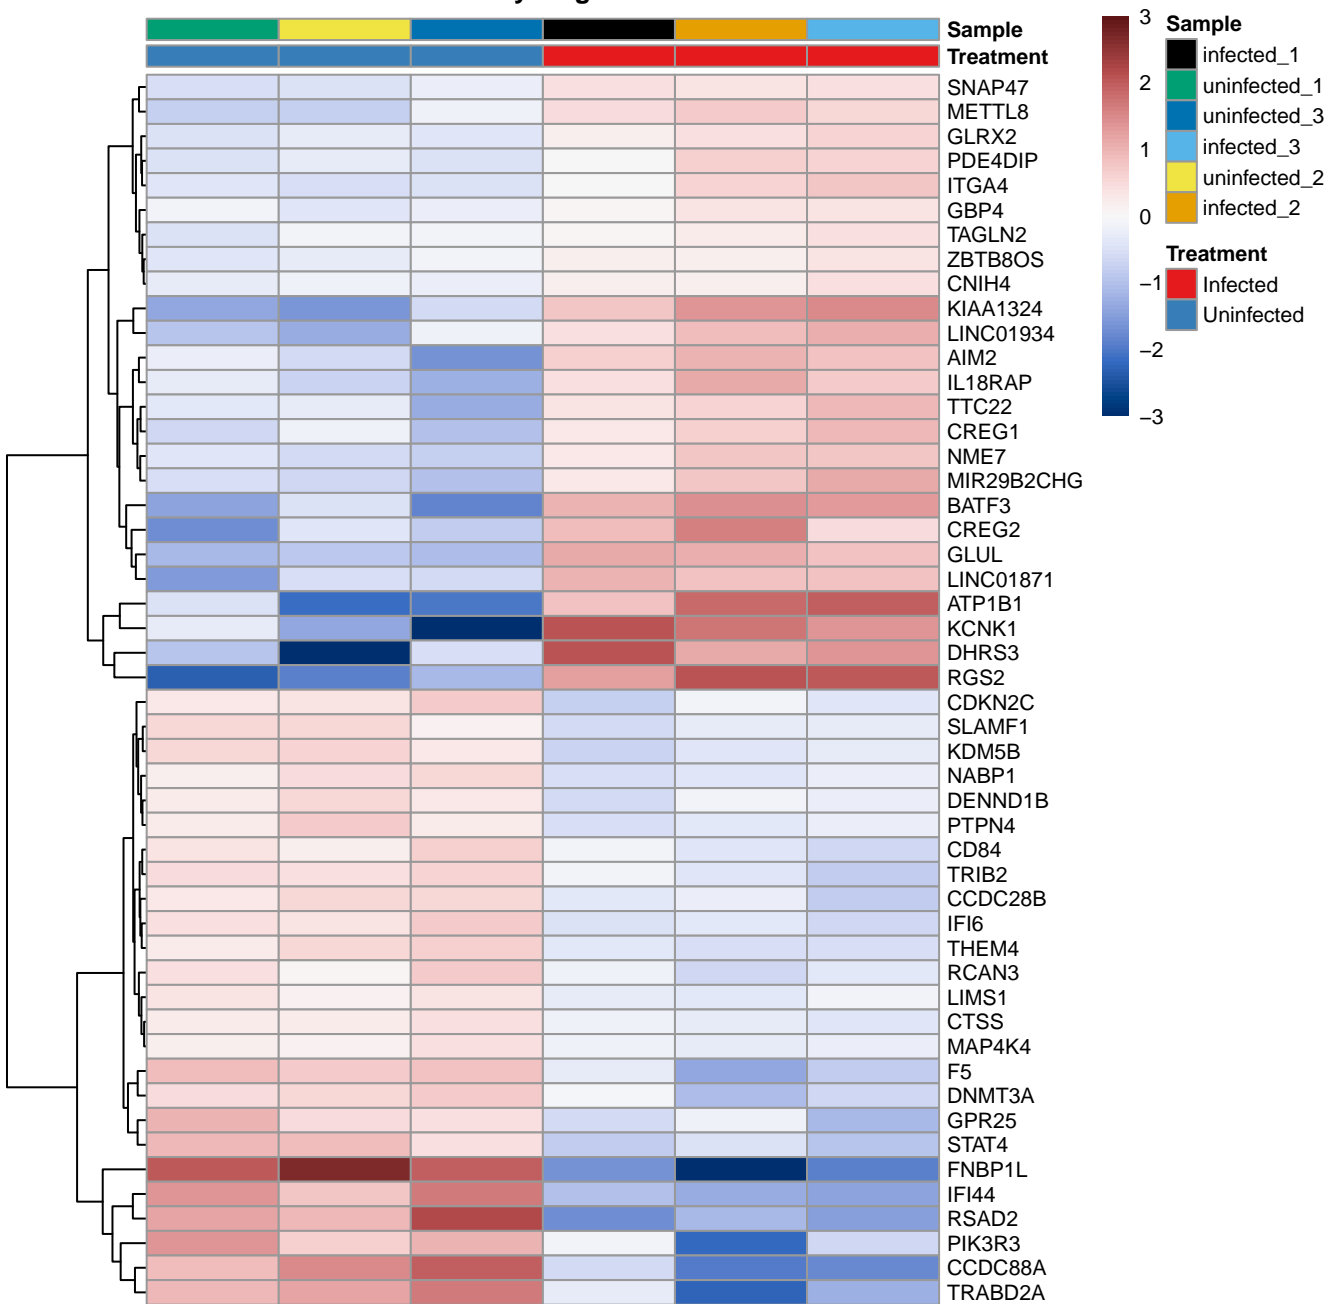 Sample
Treatment
SNAP47
METTL8
GLRX2
PDE4DIP
ITGA4
GBP4
TAGLN2
ZBTB8OS
CNIH4
KIAA1324
LINC01934
AIM2
IL18RAP
TTC22
CREG1
NME7
MIR29B2CHG
BATF3
CREG2
GLUL
LINC01871
ATP1B1
KCNK1
DHRS3
RGS2
CDKN2C
SLAMF1
KDM5B
NABP1
DENND1B
PTPN4
CD84
TRIB2
CCDC28B
IFI6
THEM4
RCAN3
LIMS1
CTSS
MAP4K4
F5
DNMT3A
GPR25
STAT4
FNBP1L
IFI44
RSAD2
PIK3R3
CCDC88A
TRABD2A
3
2
1
0
−1
−2
−3
Sample
infected_1
uninfected_1
uninfected_3
infected_3
uninfected_2
infected_2
Treatment
Infected
Uninfected